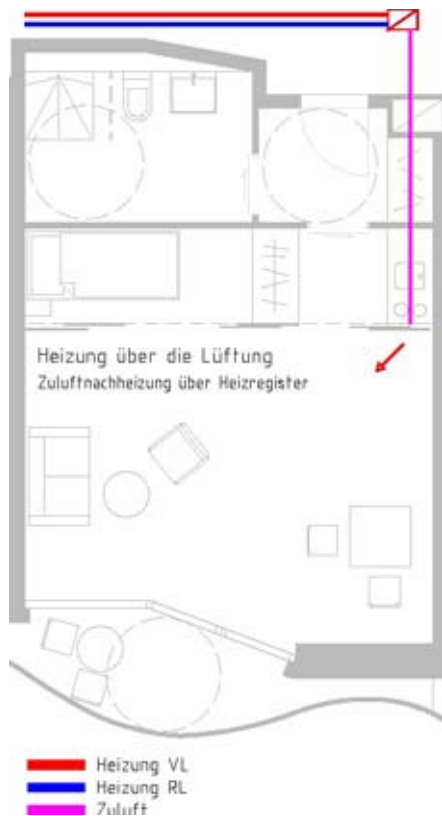 Heizung über die Lüftung
Zuluftnachheizung über Heizregister
Heizung VL
Heizung RL
Zuluft